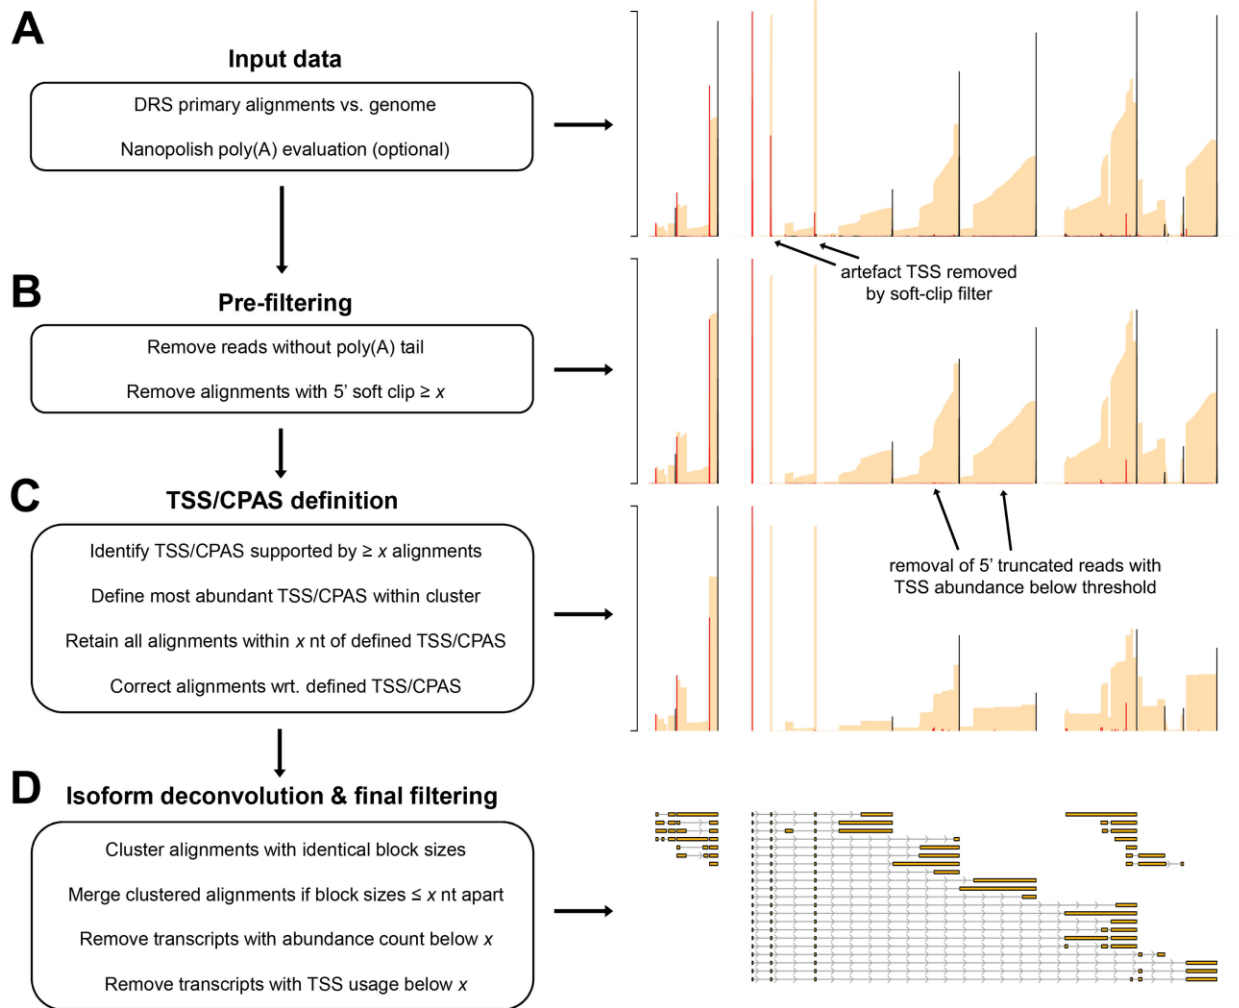 A
Input data
DRS primary alignments vs. genome
Nanopolish poly(A) evaluation (optional)
artefact TSS removed
by soft-clip filter
B
Pre-filtering
Remove reads without poly(A) tail
Remove alignments with 5’ soft clip ≥ x
removal of 5’ truncated reads with
TSS abundance below threshold
C
TSS/CPAS definition
Identify TSS/CPAS supported by ≥ x alignments
Define most abundant TSS/CPAS within cluster
Retain all alignments within x nt of defined TSS/CPAS
Correct alignments wrt. defined TSS/CPAS
D
Isoform deconvolution & final filtering
Cluster alignments with identical block sizes
Merge clustered alignments if block sizes ≤ x nt apart
Remove transcripts with abundance count below x
Remove transcripts with TSS usage below x